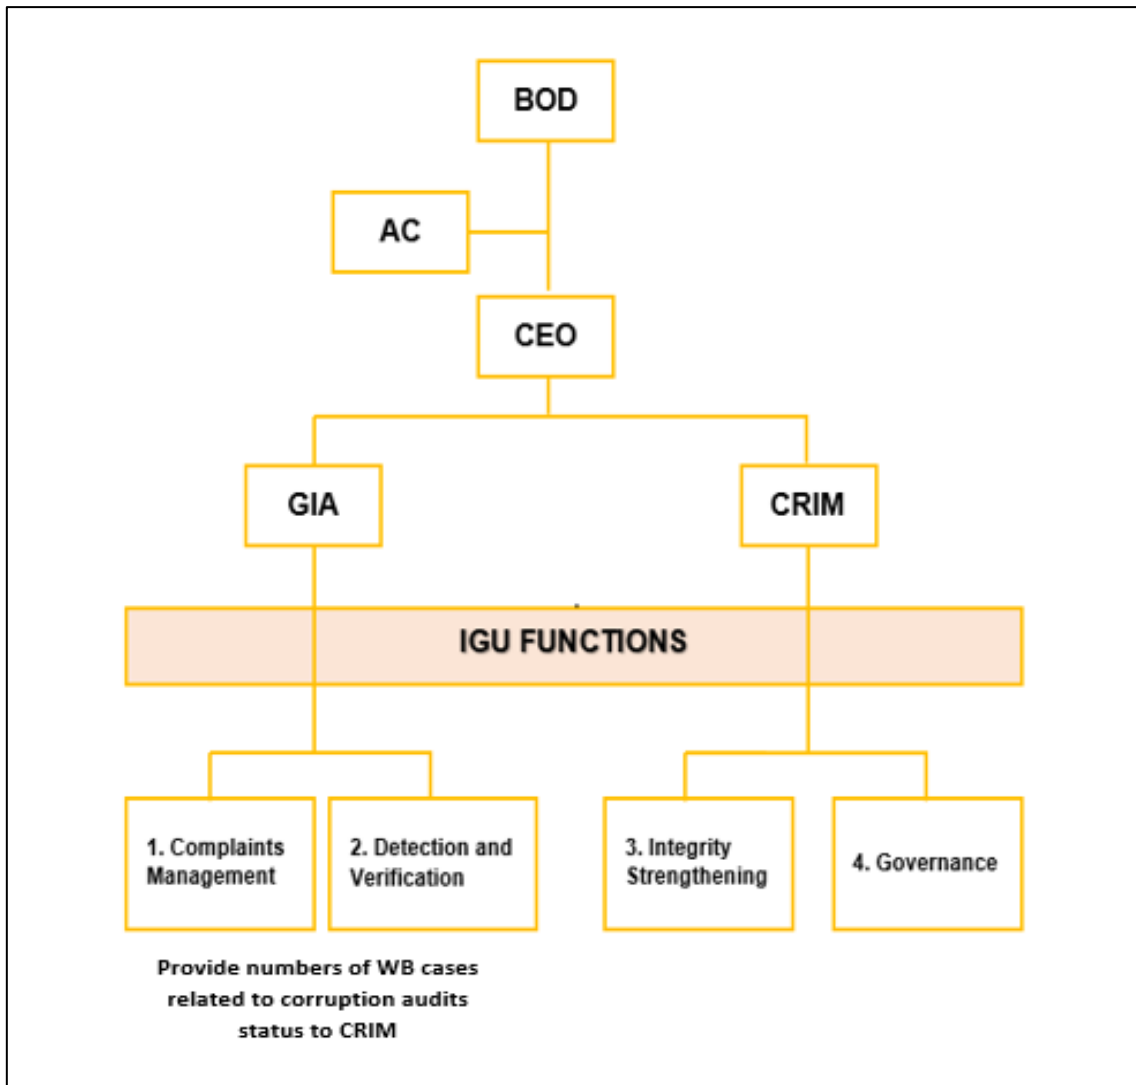 BOD
AC
CEO
GIA
CRIM
IGU FUNCTIONS
1. Complaints
Management
2. Detection and
Verification
3. Integrity
Strengthening
4. Governance
Provide numbers of WB cases
related to corruption audits
status to CRIM